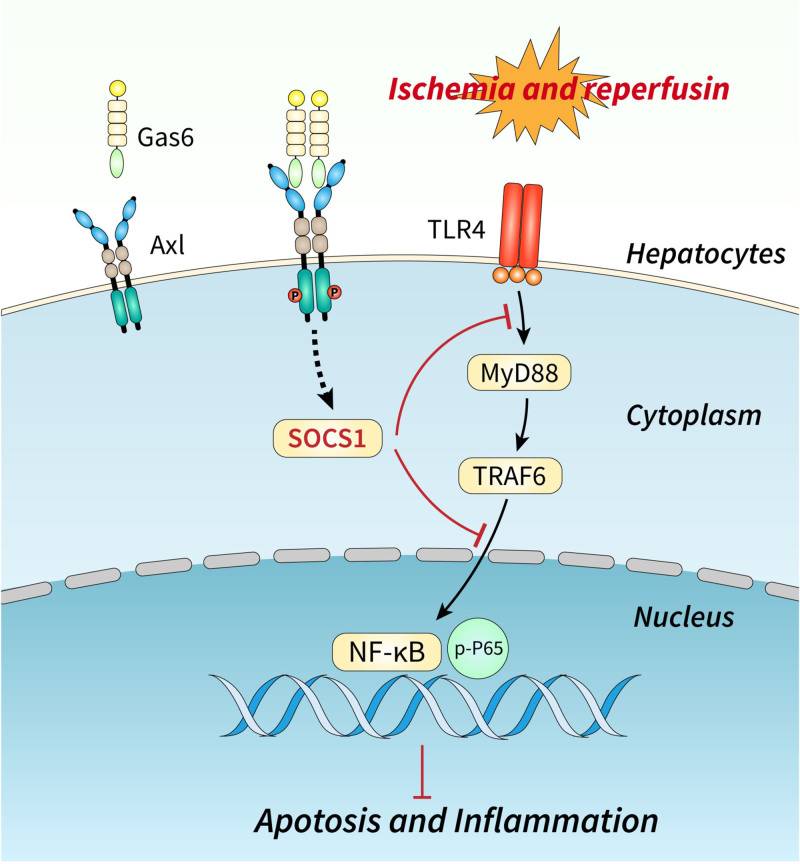 Ischemia and reperfusin
Gas6
Axl
TLR4
Hepatocytes
P
P
MyD88
Cytoplasm
SOCS1
TRAF6
Nucleus
NF-κB
p-P65
Apotosis and Inflammation